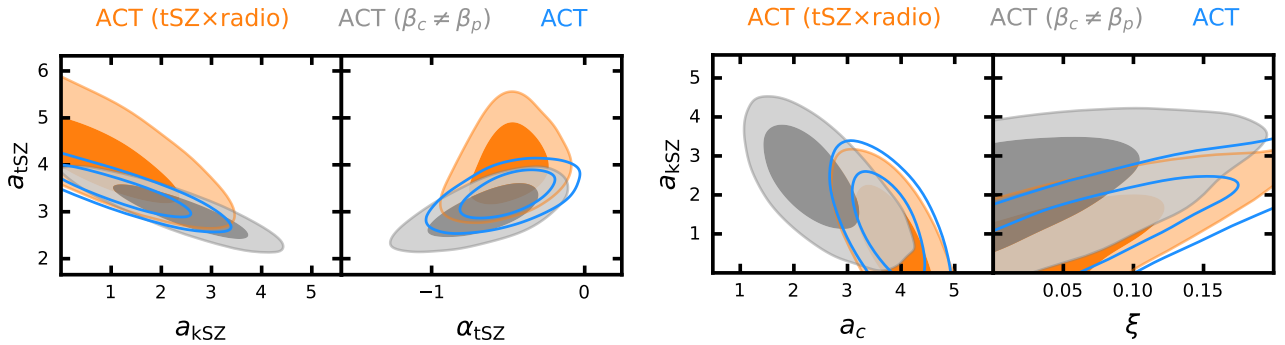 ACT (tSZ×radio) ACT (β_c ≠ β_p) ACT
a_tSZ
6
5
4
3
2
1 2 3 4 5
a_kSZ
−1 0
α_tSZ
ACT (tSZ×radio) ACT (β_c ≠ β_p) ACT
a_kSZ
5
4
3
2
1
1 2 3 4 5
a_c
0.05 0.10 0.15
ξ